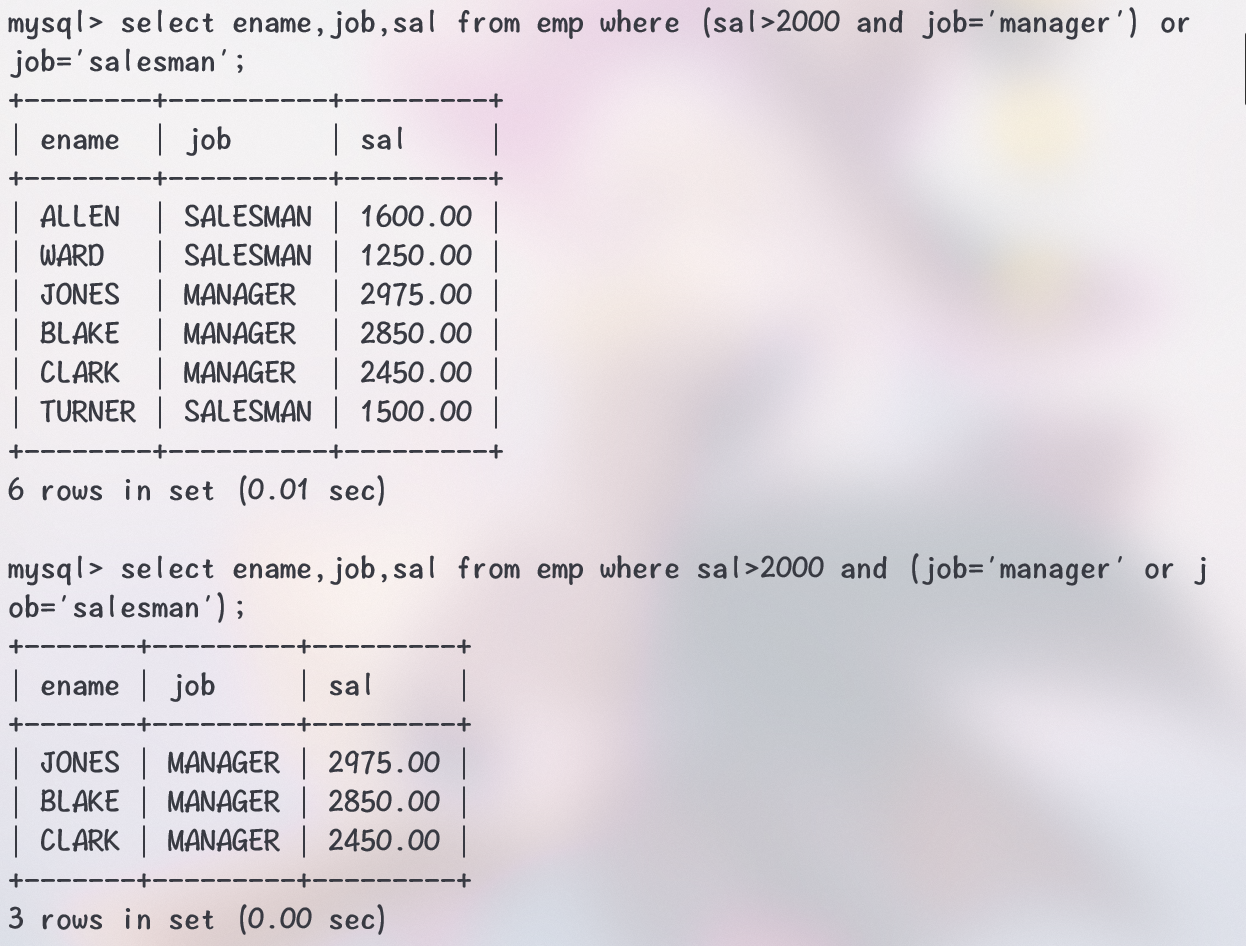 mysql> select ename,job,sal from emp where (sal>2000 and job='manager') or
job='salesman';
+--------+----------+---------+
| ename  | job      | sal     |
+--------+----------+---------+
| ALLEN  | SALESMAN | 1600.00 |
| WARD   | SALESMAN | 1250.00 |
| JONES  | MANAGER  | 2975.00 |
| BLAKE  | MANAGER  | 2850.00 |
| CLARK  | MANAGER  | 2450.00 |
| TURNER | SALESMAN | 1500.00 |
+--------+----------+---------+
6 rows in set (0.01 sec)

mysql> select ename,job,sal from emp where sal>2000 and (job='manager' or j
ob='salesman');
+-------+---------+---------+
| ename | job     | sal     |
+-------+---------+---------+
| JONES | MANAGER | 2975.00 |
| BLAKE | MANAGER | 2850.00 |
| CLARK | MANAGER | 2450.00 |
+-------+---------+---------+
3 rows in set (0.00 sec)